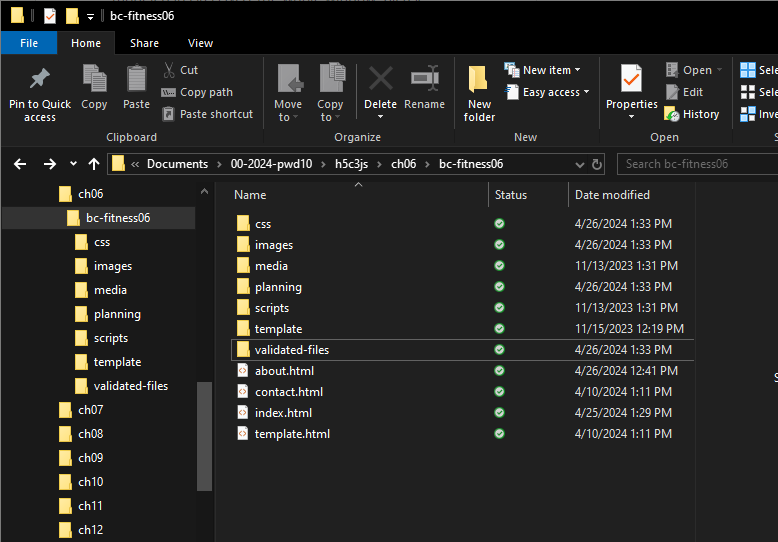 bc-fitness06
File Home Share View
Pin to Quick access
Copy
Paste
Cut
Copy path
Paste shortcut
Clipboard
Move to
Copy to
Delete
Rename
Organize
New folder
New item
Easy access
New
Properties
Open
Edit
History
Open
« Documents › 00-2024-pwd10 › h5c3js › ch06 › bc-fitness06
Search bc-fitness06
ch06
bc-fitness06
css
images
media
planning
scripts
template
validated-files
ch07
ch08
ch09
ch10
ch11
ch12
Name Status Date modified
css 4/26/2024 1:33 PM
images 4/26/2024 1:33 PM
media 11/13/2023 1:31 PM
planning 4/26/2024 1:33 PM
scripts 11/13/2023 1:31 PM
template 11/15/2023 12:19 PM
validated-files 4/26/2024 1:33 PM
about.html 4/26/2024 12:41 PM
contact.html 4/10/2024 1:11 PM
index.html 4/25/2024 1:29 PM
template.html 4/10/2024 1:11 PM